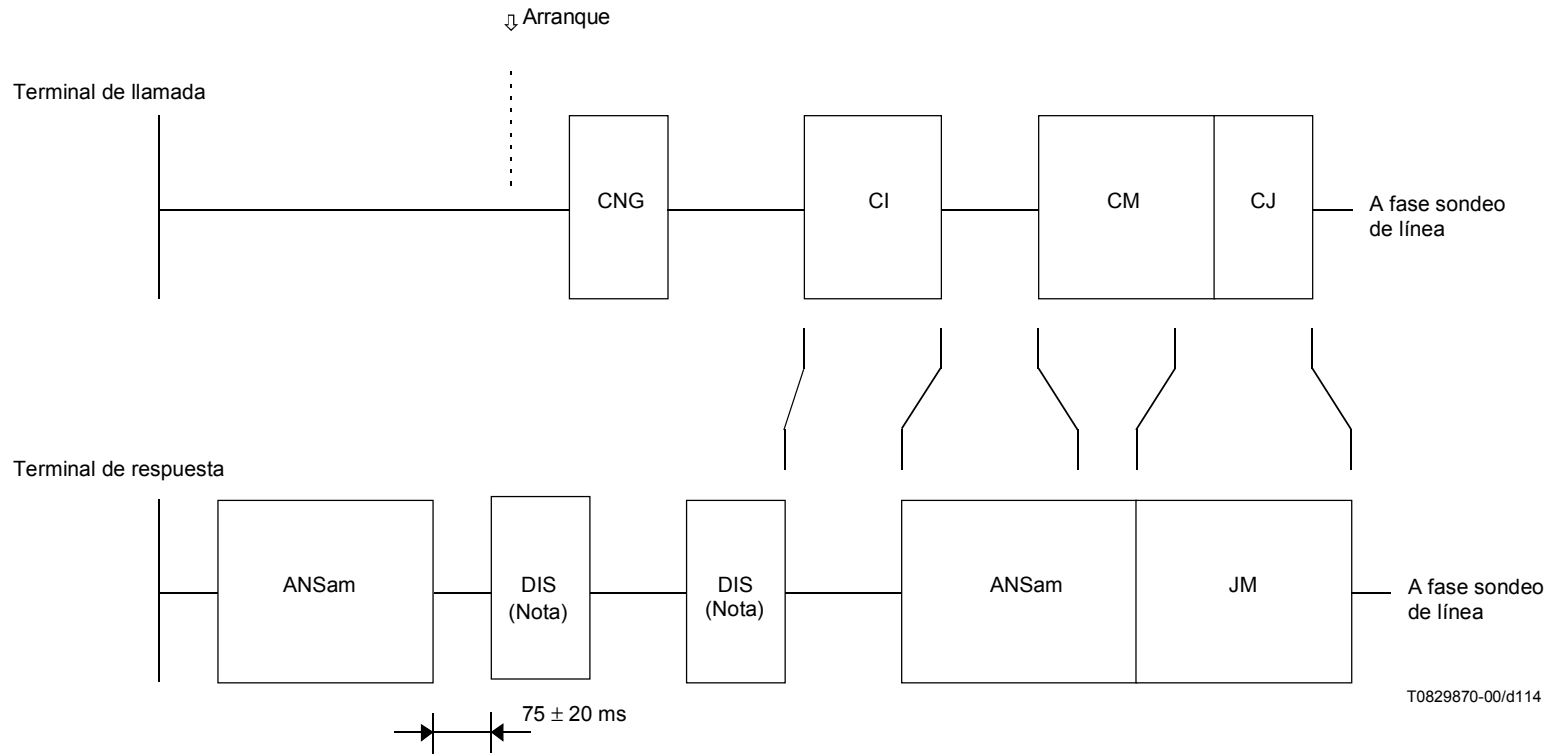 ⇩ Arranque
Terminal de llamada
CNG
CI
CM
CJ
A fase sondeo
de línea
Terminal de respuesta
ANSam
DIS
(Nota)
DIS
(Nota)
ANSam
JM
A fase sondeo
de línea
T0829870-00/d114
75 ± 20 ms